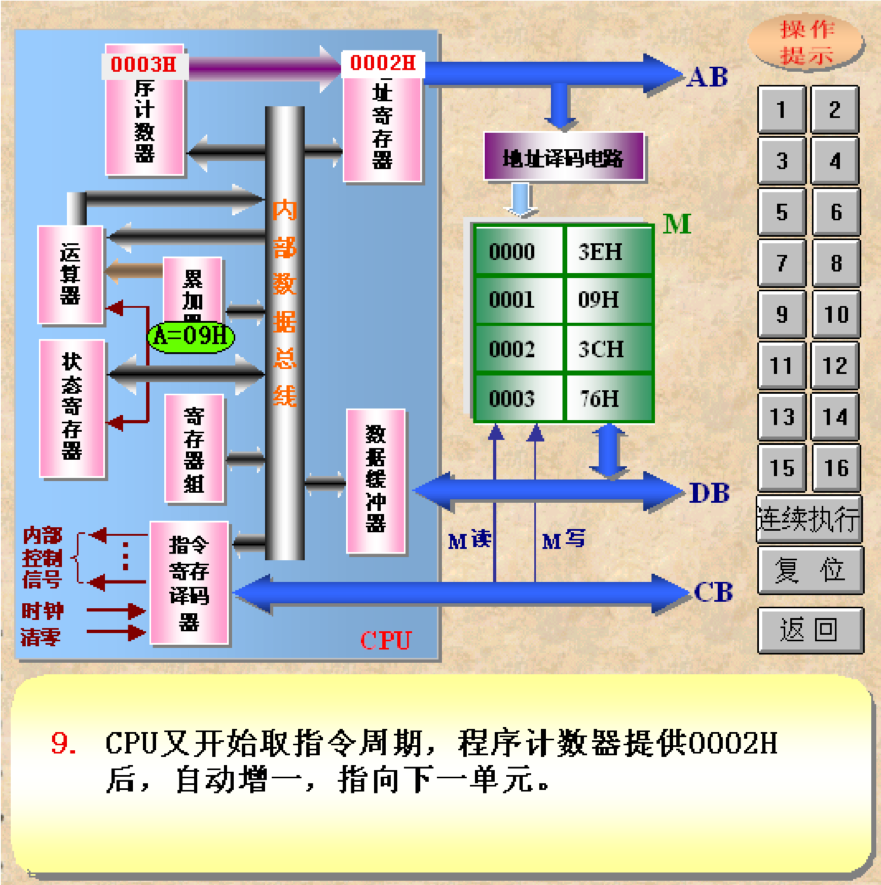 操作
提示
0003H
0002H
AB
序计数器
址寄存器
地址译码电路
1
2
3
4
5
6
7
8
9
10
11
12
13
14
15
16
连续执行
复 位
返 回
内部数据总线
M
0000 3EH
0001 09H
0002 3CH
0003 76H
运算器
累加
A=09H
状态寄存器
寄存器组
数据缓冲器
DB
M读
M写
内部
控制
信号
时钟
清零
指令
寄存
译码
器
CB
CPU
9. CPU又开始取指令周期，程序计数器提供0002H
后，自动增一，指向下一单元。